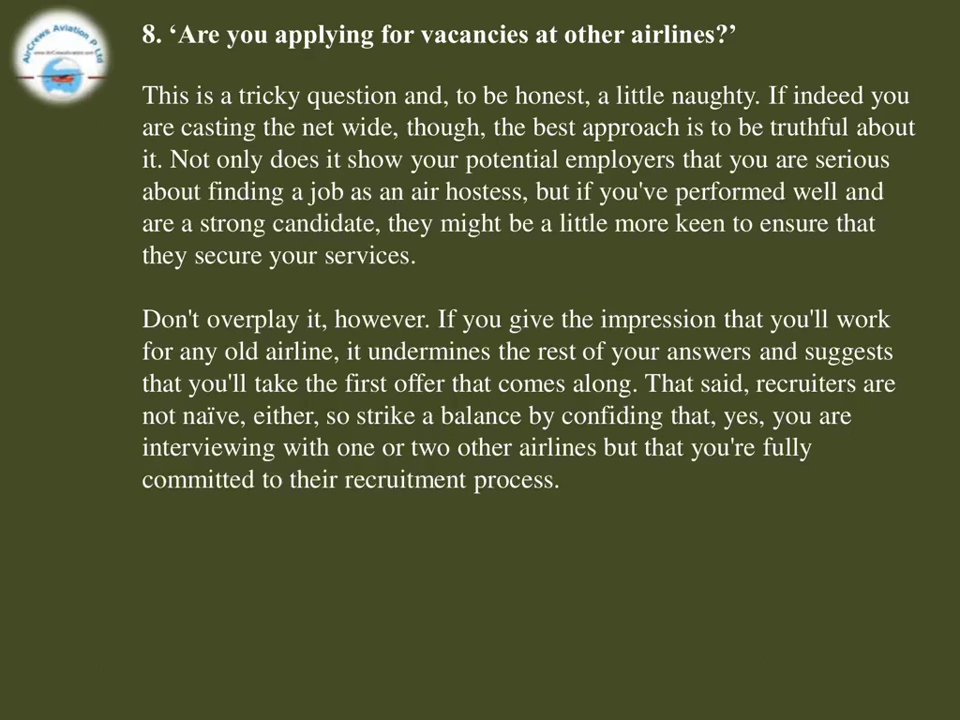 AirCrews Aviation P Ltd
www.AirCrewsAviation.com
8. ‘Are you applying for vacancies at other airlines?’
This is a tricky question and, to be honest, a little naughty. If indeed you
are casting the net wide, though, the best approach is to be truthful about
it. Not only does it show your potential employers that you are serious
about finding a job as an air hostess, but if you've performed well and
are a strong candidate, they might be a little more keen to ensure that
they secure your services.
Don't overplay it, however. If you give the impression that you'll work
for any old airline, it undermines the rest of your answers and suggests
that you'll take the first offer that comes along. That said, recruiters are
not naïve, either, so strike a balance by confiding that, yes, you are
interviewing with one or two other airlines but that you're fully
committed to their recruitment process.